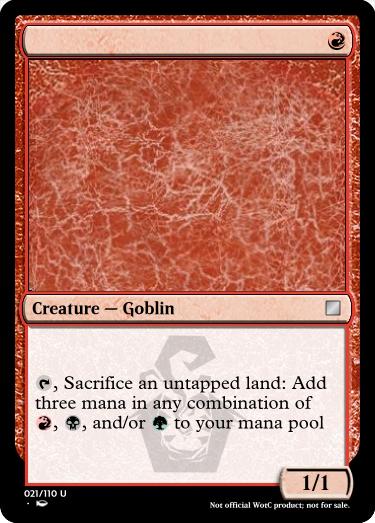 Creature — Goblin
, Sacrifice an untapped land: Add
three mana in any combination of
, , and/or to your mana pool
1/1
021/110 U
Not official WotC product; not for sale.